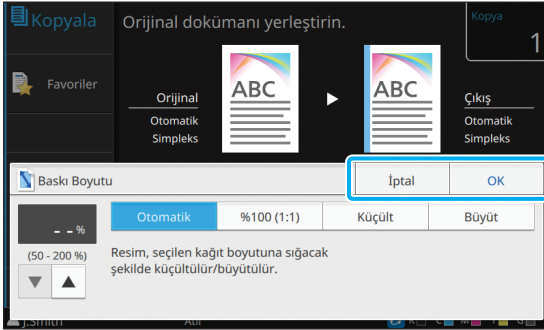 Kopyala
Orijinal dokümanı yerleştirin.
Kopya
1
Favoriler
Orijinal
Otomatik
Simpleks
ABC
ABC
Çıkış
Otomatik
Simpleks
Baskı Boyutu
İptal
OK
- - %
(50 - 200 %)
Otomatik
%100 (1:1)
Küçült
Büyüt
Resim, seçilen kağıt boyutuna sığacak
şekilde küçültülür/büyütülür.
J.Smith
K
C
M